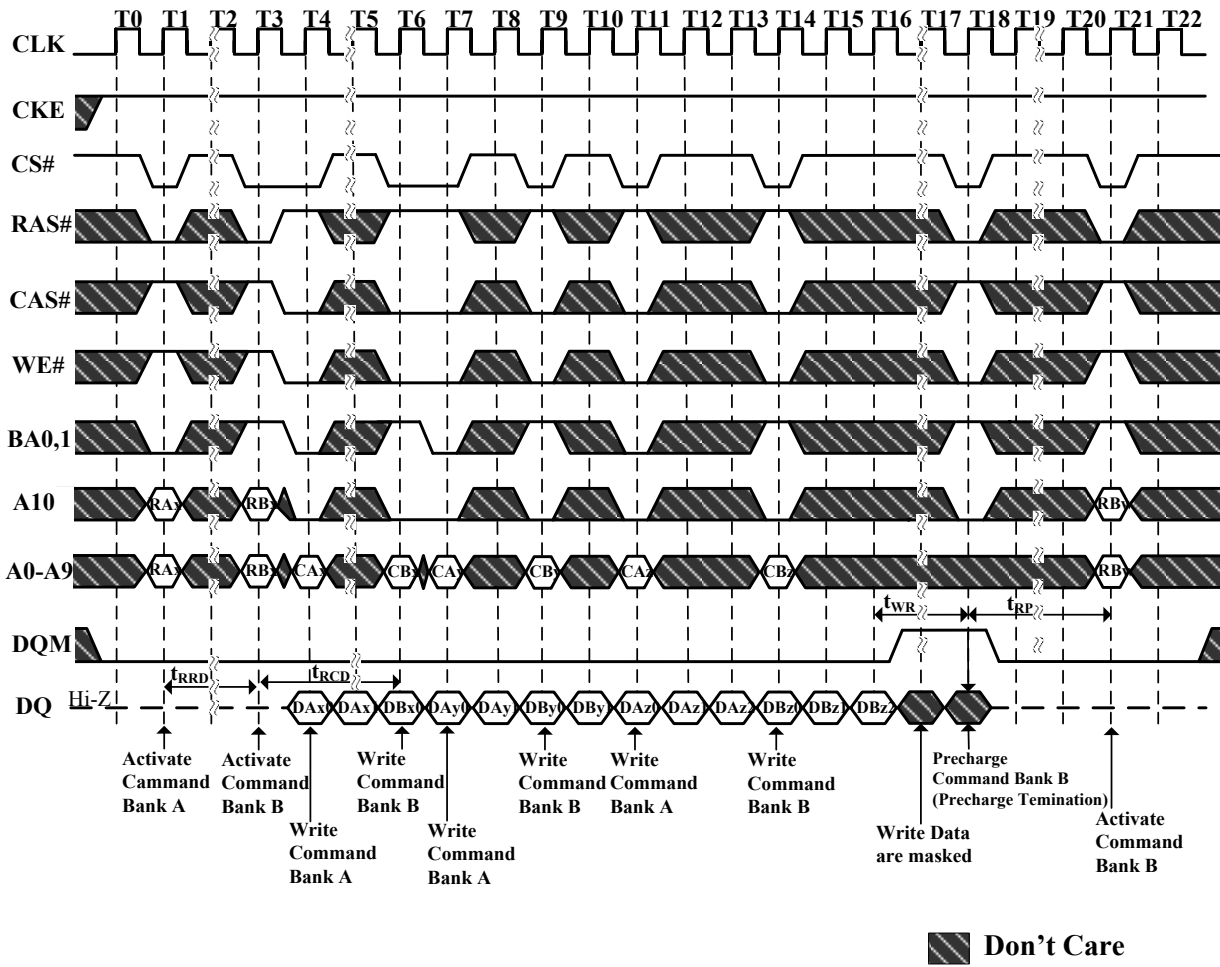 T0 T1 T2 T3 T4 T5 T6 T7 T8 T9 T10 T11 T12 T13 T14 T15 T16 T17 T18 T19 T20 T21 T22
CLK
CKE
CS#
RAS#
CAS#
WE#
BA0,1
A10 RAx RBx RBw
A0-A9 RAx RBx CAx CBx CAy CBy CAz CBz RBw
tWR tRP
DQM
tRRD tRCD
DQ Hi-Z DAx0 DAx1 DBx0 DAy0 DAy1 DBy0 DBy1 DAz0 DAz1 DAz2 DBz0 DBz1 DBz2
Activate
Cammand
Bank A
Activate
Command
Bank B
Write
Command
Bank A
Write
Command
Bank B
Write
Command
Bank A
Write
Command
Bank B
Write
Command
Bank A
Write
Command
Bank B
Write Data
are masked
Precharge
Command Bank B
(Precharge Temination)
Activate
Command
Bank B
Don't Care